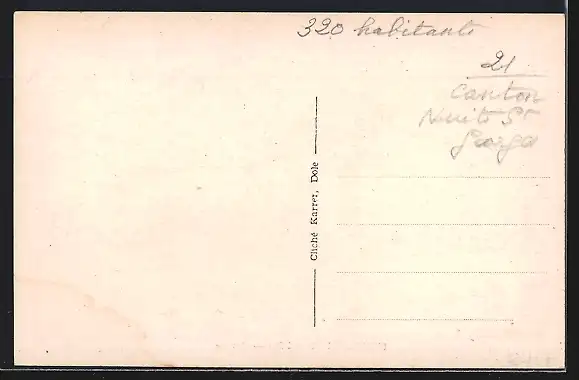 320 habitants
21
canton
Nuits St
Georges
Cliché Karrer, Dole